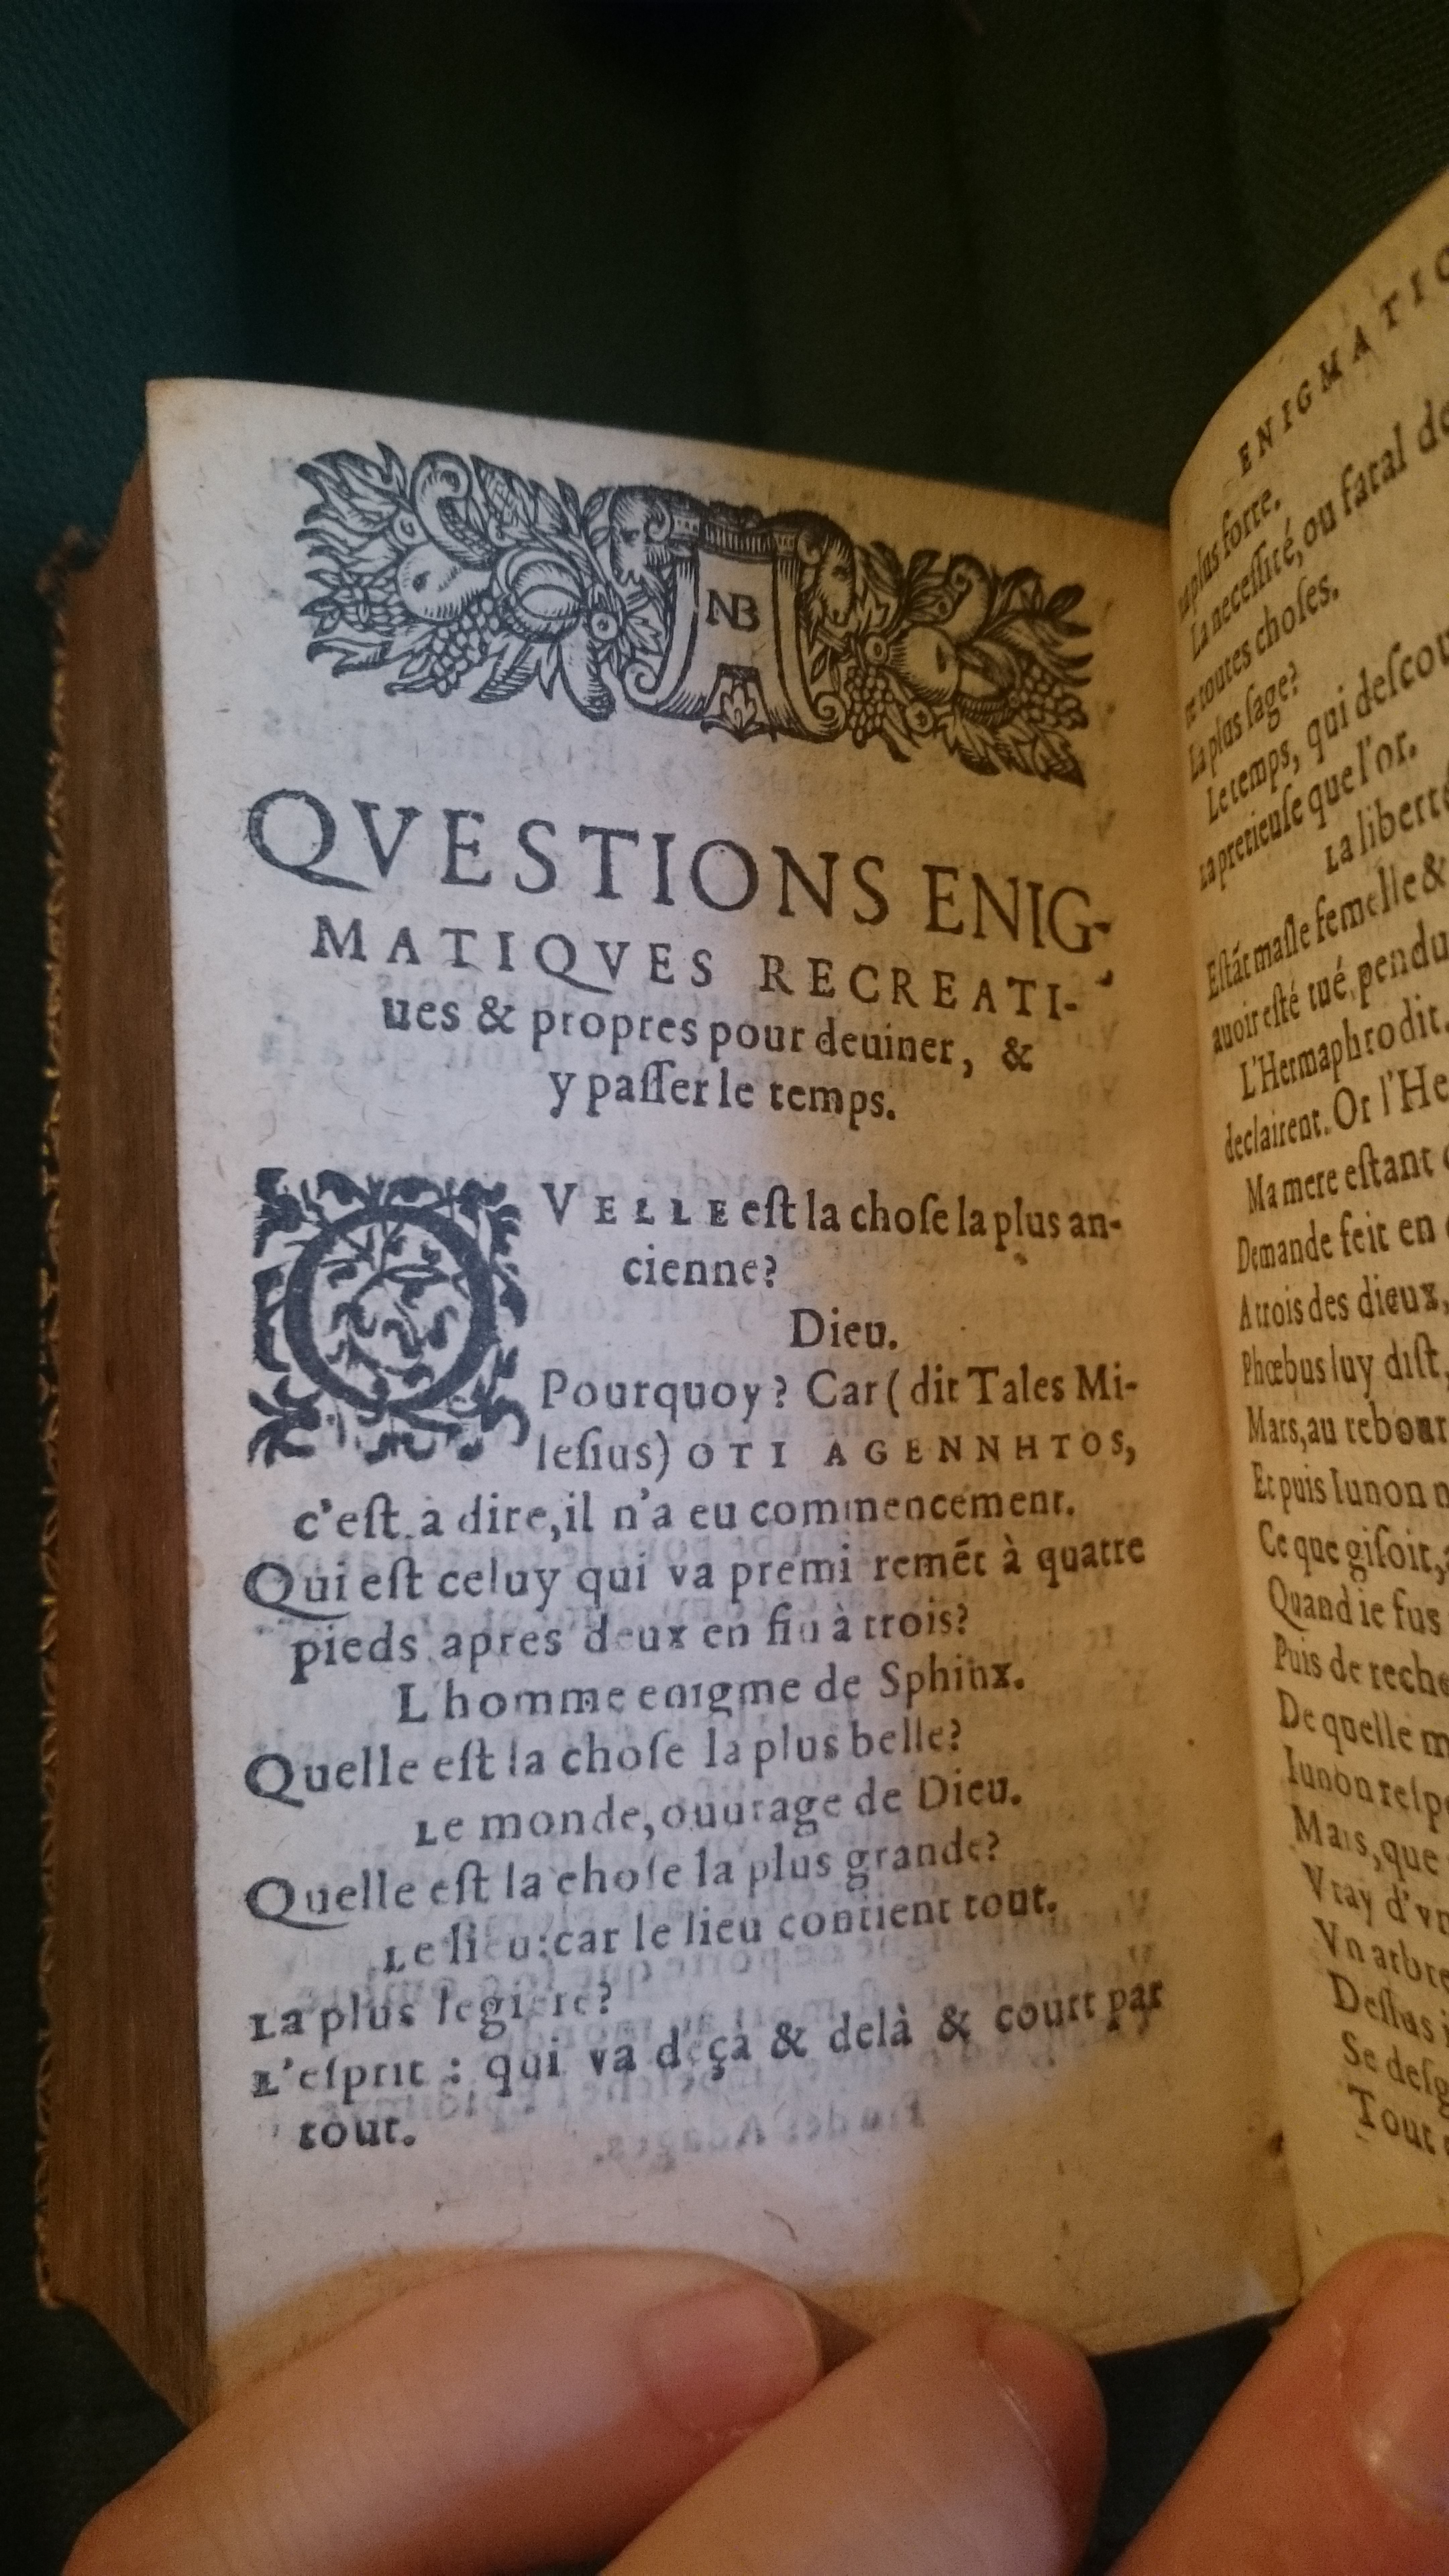 NB
QVESTIONS ENIG-
MATIQVES RECREATI-
ues & propres pour deuiner, &
y paſſer le temps.
QVELLE eſt la choſe la plus an-
cienne?
Dieu.
Pourquoy? Car ( dit Tales Mi-
leſius) OTI AGENNHTOS,
c'eſt. à dire, il n'a eu commencement.
Qui eſt celuy qui va premi remét à quatre
pieds apres deux en fin à trois?
L homme enigme de Sphinx.
Quelle eſt la choſe la plus belle?
Le monde, ouurage de Dieu.
Quelle eſt la choſe la plus grande?
Le lieu: car le lieu contient tout.
La plus legiere?
L'eſprit : qui va deçà & delà & court par
tout.
ENIGMATIQ
plus forte.
La neceſſité, ou fatal de
toutes choſes.
La plus ſage?
Le temps, qui deſcou
La pretieuſe que l'or.
La liberté
Eſtāt maſle femelle &
auoir eſté tué, pendu
L'Hermaphrodit.
declairent. Or l'He
Ma mere eſtant
Demande feit en
A trois des dieux,
Phœbus luy diſt,
Mars, au rebour
Et puis Iunon n
Ce que giſoit,
Quand ie fus
Puis de reche
De quelle m
Iunon reſp
Mars, que
Vray d'vn
Vn arbre
Deſſus
Se deſg
Tout